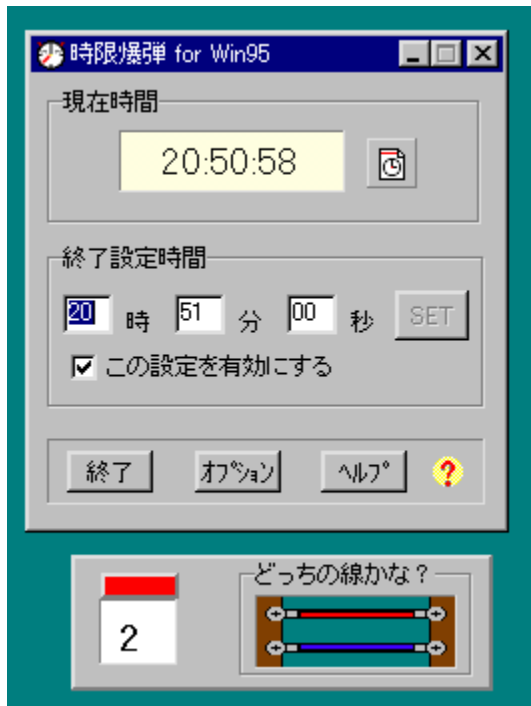 時限爆弾 for Win95
現在時間
20:50:58
終了設定時間
20 時 51 分 00 秒 SET
この設定を有効にする
終了 ｵﾌﾟｼｮﾝ ﾍﾙﾌﾟ ?
どっちの線かな？
2